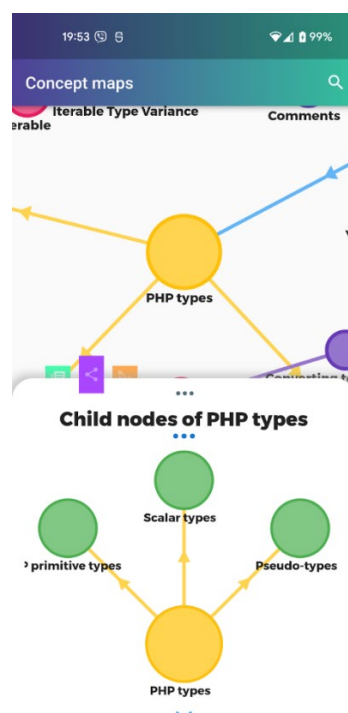 19:53 99%
Concept maps
Iterable Type Variance
erable
Comments
PHP types
Child nodes of PHP types
Scalar types
primitive types
Pseudo-types
PHP types